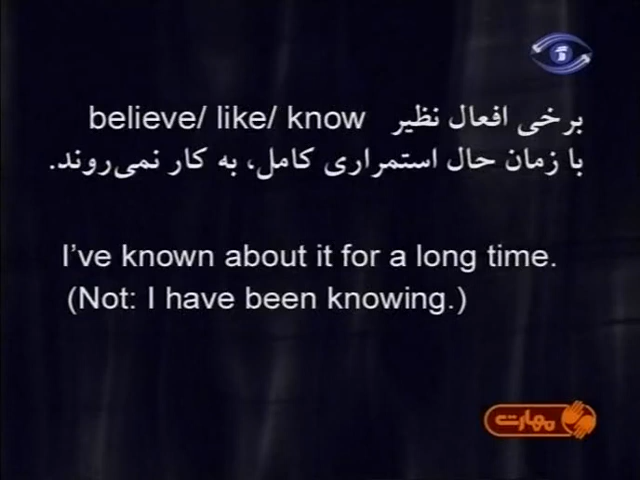 برخی افعال نظیر believe/ like/ know
با زمان حال استمراری کامل، به کار نمی‌روند.
I've known about it for a long time.
(Not: I have been knowing.)
مهارت